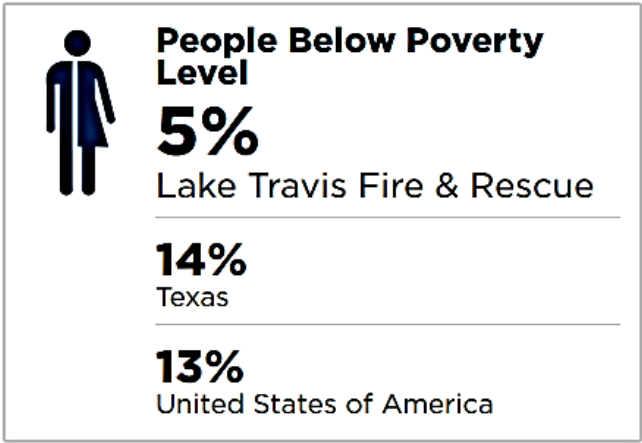 People Below Poverty
Level
5%
Lake Travis Fire & Rescue
14%
Texas
13%
United States of America